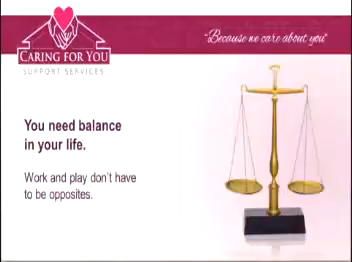 "Because we care about you"
CARING FOR YOU
SUPPORT SERVICES
You need balance
in your life.
Work and play don't have
to be opposites.